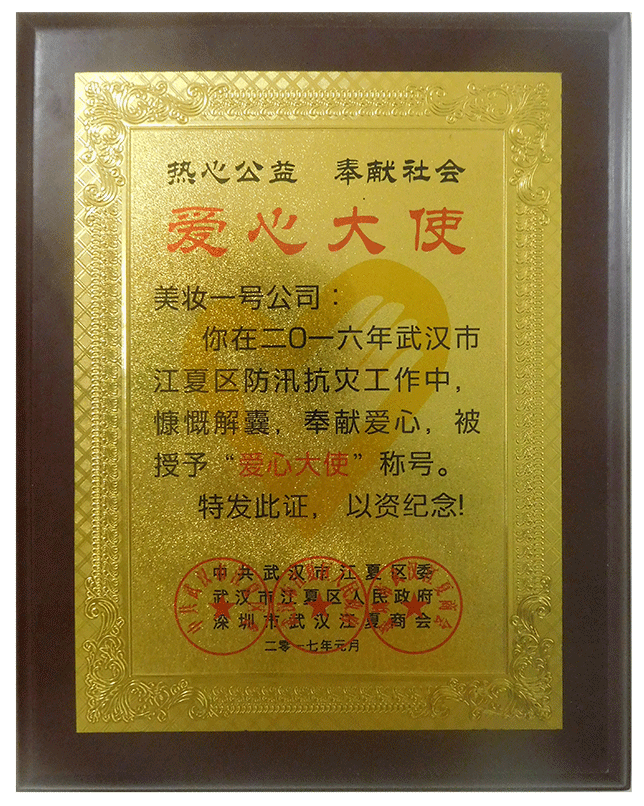 热心公益 奉献社会
爱心大使
美妆一号公司：
你在二〇一六年武汉市
江夏区防汛抗灾工作中，
慷慨解囊，奉献爱心，被
授予“爱心大使”称号。
特发此证，以资纪念！
中共武汉市江夏区委
武汉市江夏区人民政府
深圳市武汉江夏商会
二零一七年元月